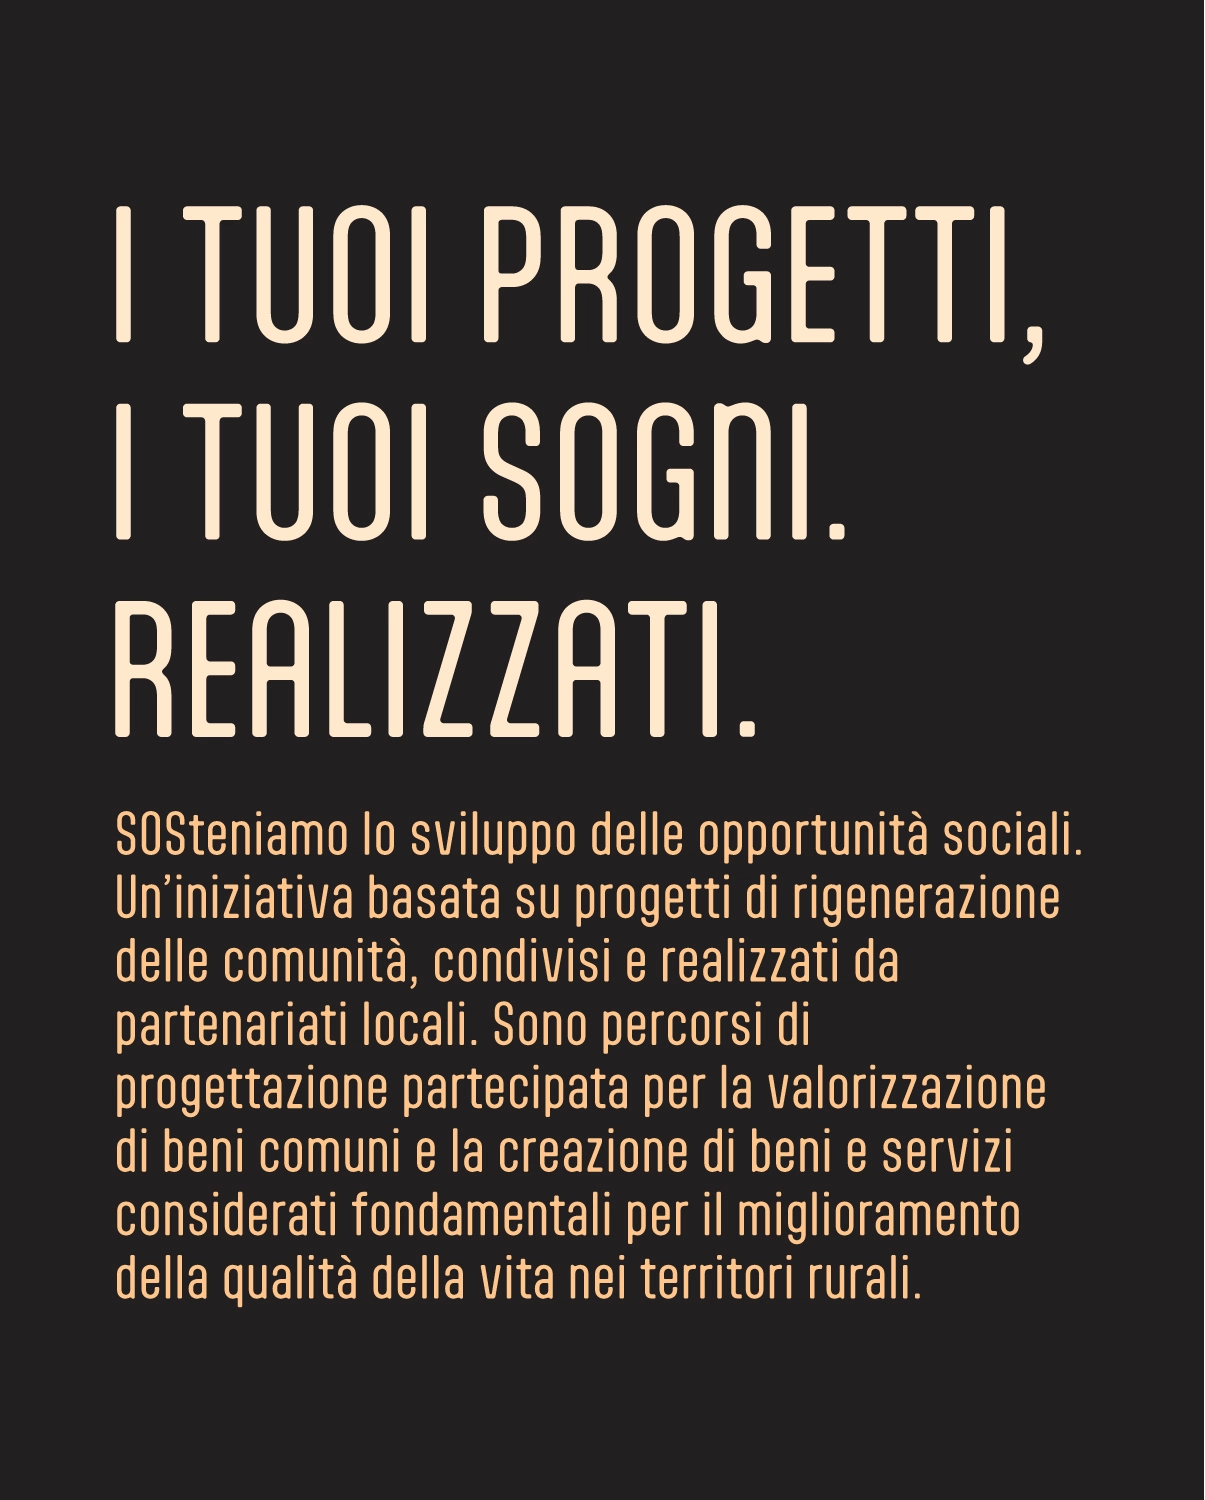 I TUOI PROGETTI,
I TUOI SOGNI.
REALIZZATI.
SOSteniamo lo sviluppo delle opportunità sociali.
Un’iniziativa basata su progetti di rigenerazione
delle comunità, condivisi e realizzati da
partenariati locali. Sono percorsi di
progettazione partecipata per la valorizzazione
di beni comuni e la creazione di beni e servizi
considerati fondamentali per il miglioramento
della qualità della vita nei territori rurali.